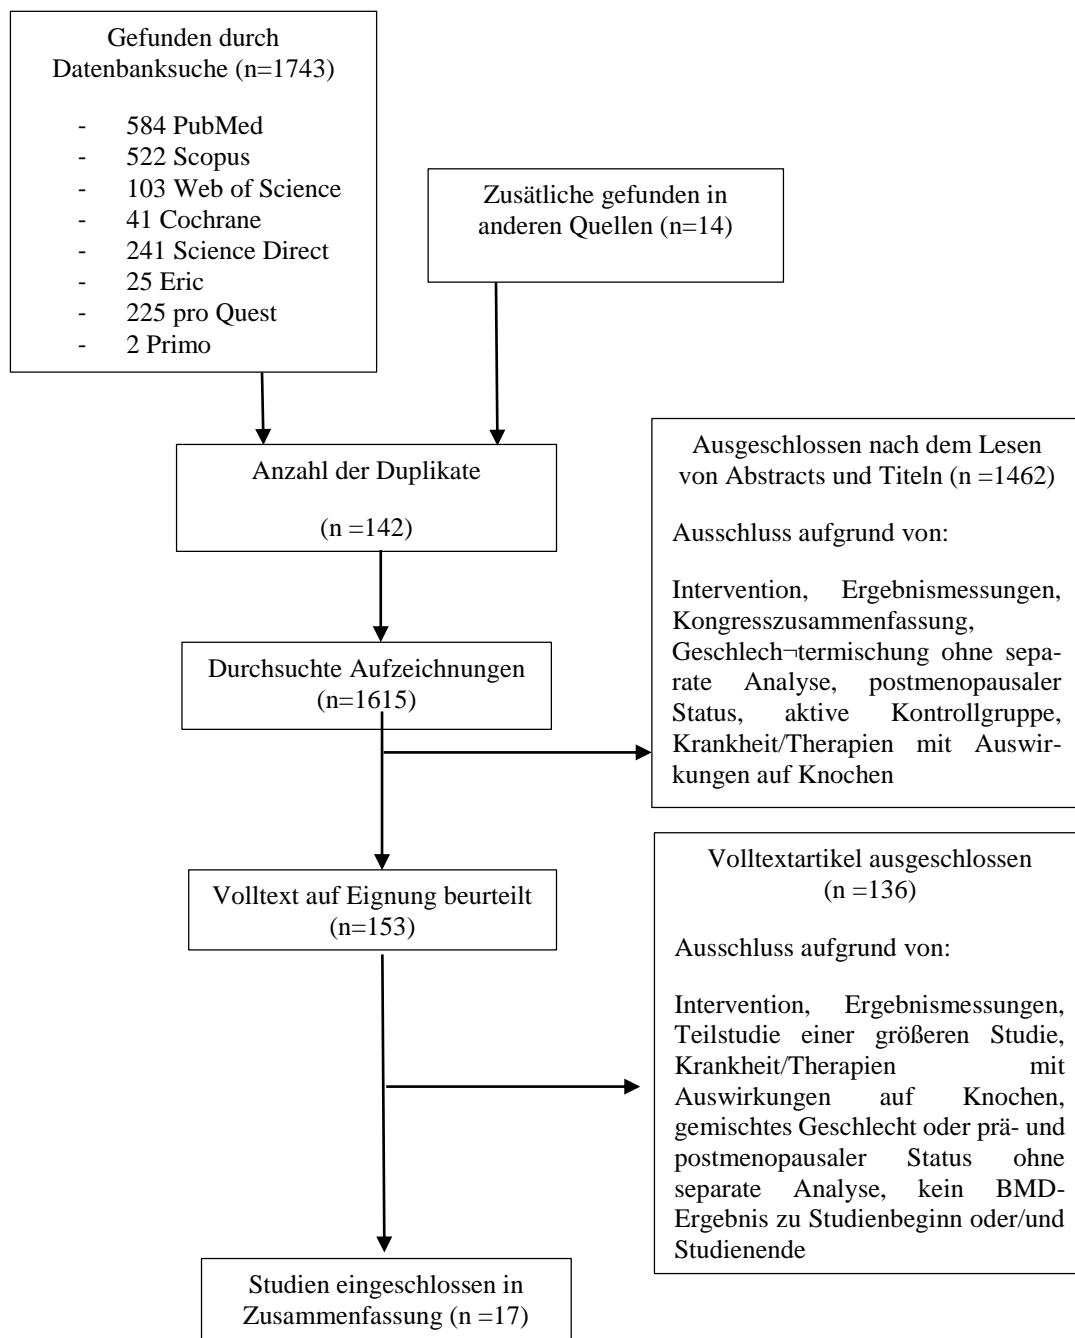 Gefunden durch
Datenbanksuche (n=1743)
- 584 PubMed
- 522 Scopus
- 103 Web of Science
- 41 Cochrane
- 241 Science Direct
- 25 Eric
- 225 pro Quest
- 2 Primo
Zusätliche gefunden in
anderen Quellen (n=14)
Anzahl der Duplikate
(n =142)
Ausgeschlossen nach dem Lesen
von Abstracts und Titeln (n =1462)
Ausschluss aufgrund von:
Intervention, Ergebnismessungen,
Kongresszusammenfassung,
Geschlech¬termischung ohne sepa-
rate Analyse, postmenopausaler
Status, aktive Kontrollgruppe,
Krankheit/Therapien mit Auswir-
kungen auf Knochen
Durchsuchte Aufzeichnungen
(n=1615)
Volltext auf Eignung beurteilt
(n=153)
Volltextartikel ausgeschlossen
(n =136)
Ausschluss aufgrund von:
Intervention, Ergebnismessungen,
Teilstudie einer größeren Studie,
Krankheit/Therapien mit
Auswirkungen auf Knochen,
gemischtes Geschlecht oder prä- und
postmenopausaler Status ohne
separate Analyse, kein BMD-
Ergebnis zu Studienbeginn oder/und
Studienende
Studien eingeschlossen in
Zusammenfassung (n =17)